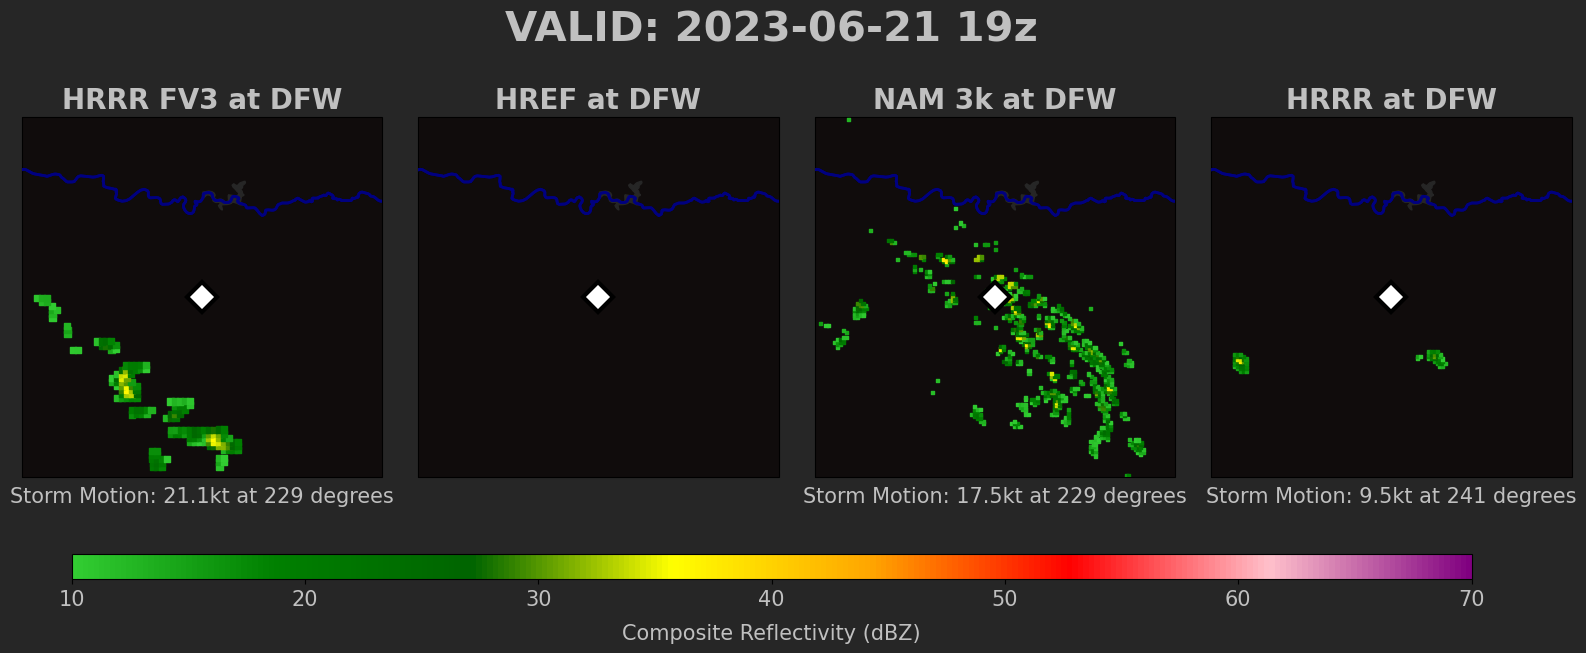 VALID: 2023-06-21 19z
HRRR FV3 at DFW
HREF at DFW
NAM 3k at DFW
HRRR at DFW
Storm Motion: 21.1kt at 229 degrees
Storm Motion: 17.5kt at 229 degrees
Storm Motion: 9.5kt at 241 degrees
10 20 30 40 50 60 70
Composite Reflectivity (dBZ)